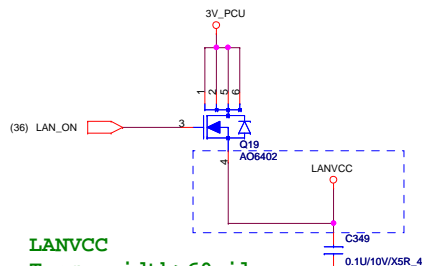 3V_PCU
1 2 5 6
(36) LAN_ON 3
Q19
AO6402
4
LANVCC
LANVCC
C349
0.1U/10V/X5R_4